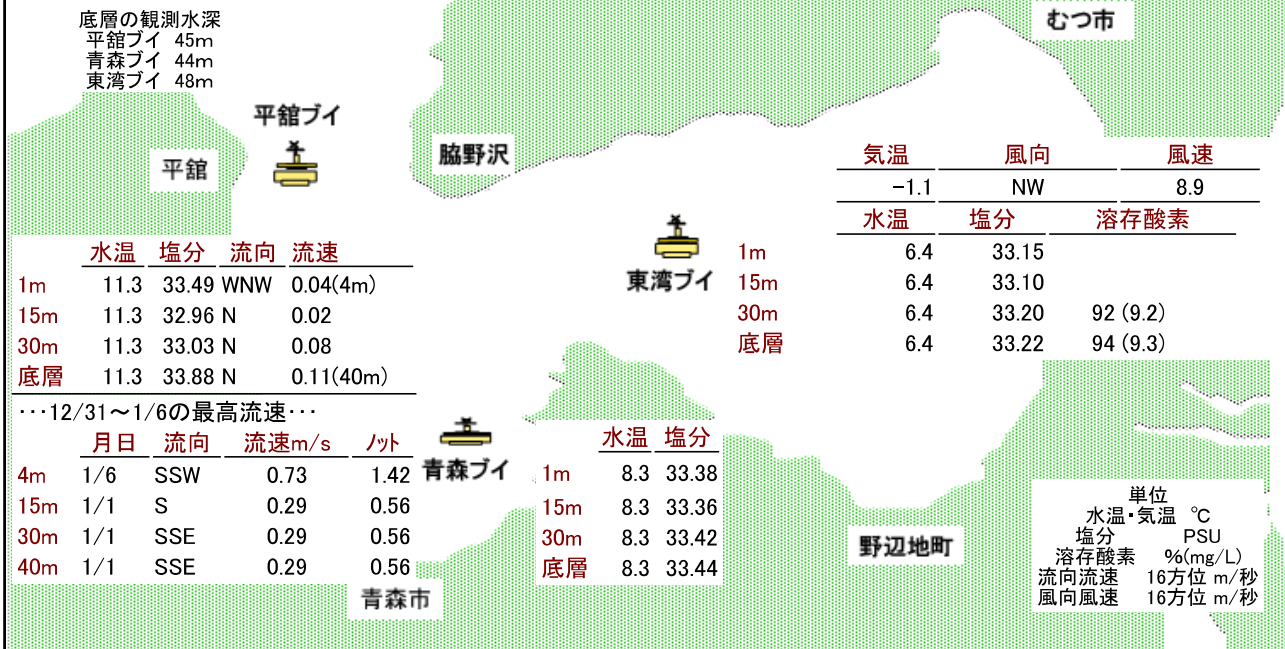 底層の観測水深
平舘ブイ 45m
青森ブイ 44m
東湾ブイ 48m
むつ市
平舘ブイ
平舘
脇野沢
気温 風向 風速
-1.1 NW 8.9
水温 塩分 溶存酸素
1m 6.4 33.15
15m 6.4 33.10
30m 6.4 33.20 92 (9.2)
底層 6.4 33.22 94 (9.3)
東湾ブイ
水温 塩分 流向 流速
1m 11.3 33.49 WNW 0.04(4m)
15m 11.3 32.96 N 0.02
30m 11.3 33.03 N 0.08
底層 11.3 33.88 N 0.11(40m)
･･･12/31～1/6の最高流速･･･
月日 流向 流速m/s ﾉｯﾄ
4m 1/6 SSW 0.73 1.42
15m 1/1 S 0.29 0.56
30m 1/1 SSE 0.29 0.56
40m 1/1 SSE 0.29 0.56
青森ブイ
水温 塩分
1m 8.3 33.38
15m 8.3 33.36
30m 8.3 33.42
底層 8.3 33.44
青森市
野辺地町
単位
水温・気温 ℃
塩分 PSU
溶存酸素 %(mg/L)
流向流速 16方位 m/秒
風向風速 16方位 m/秒